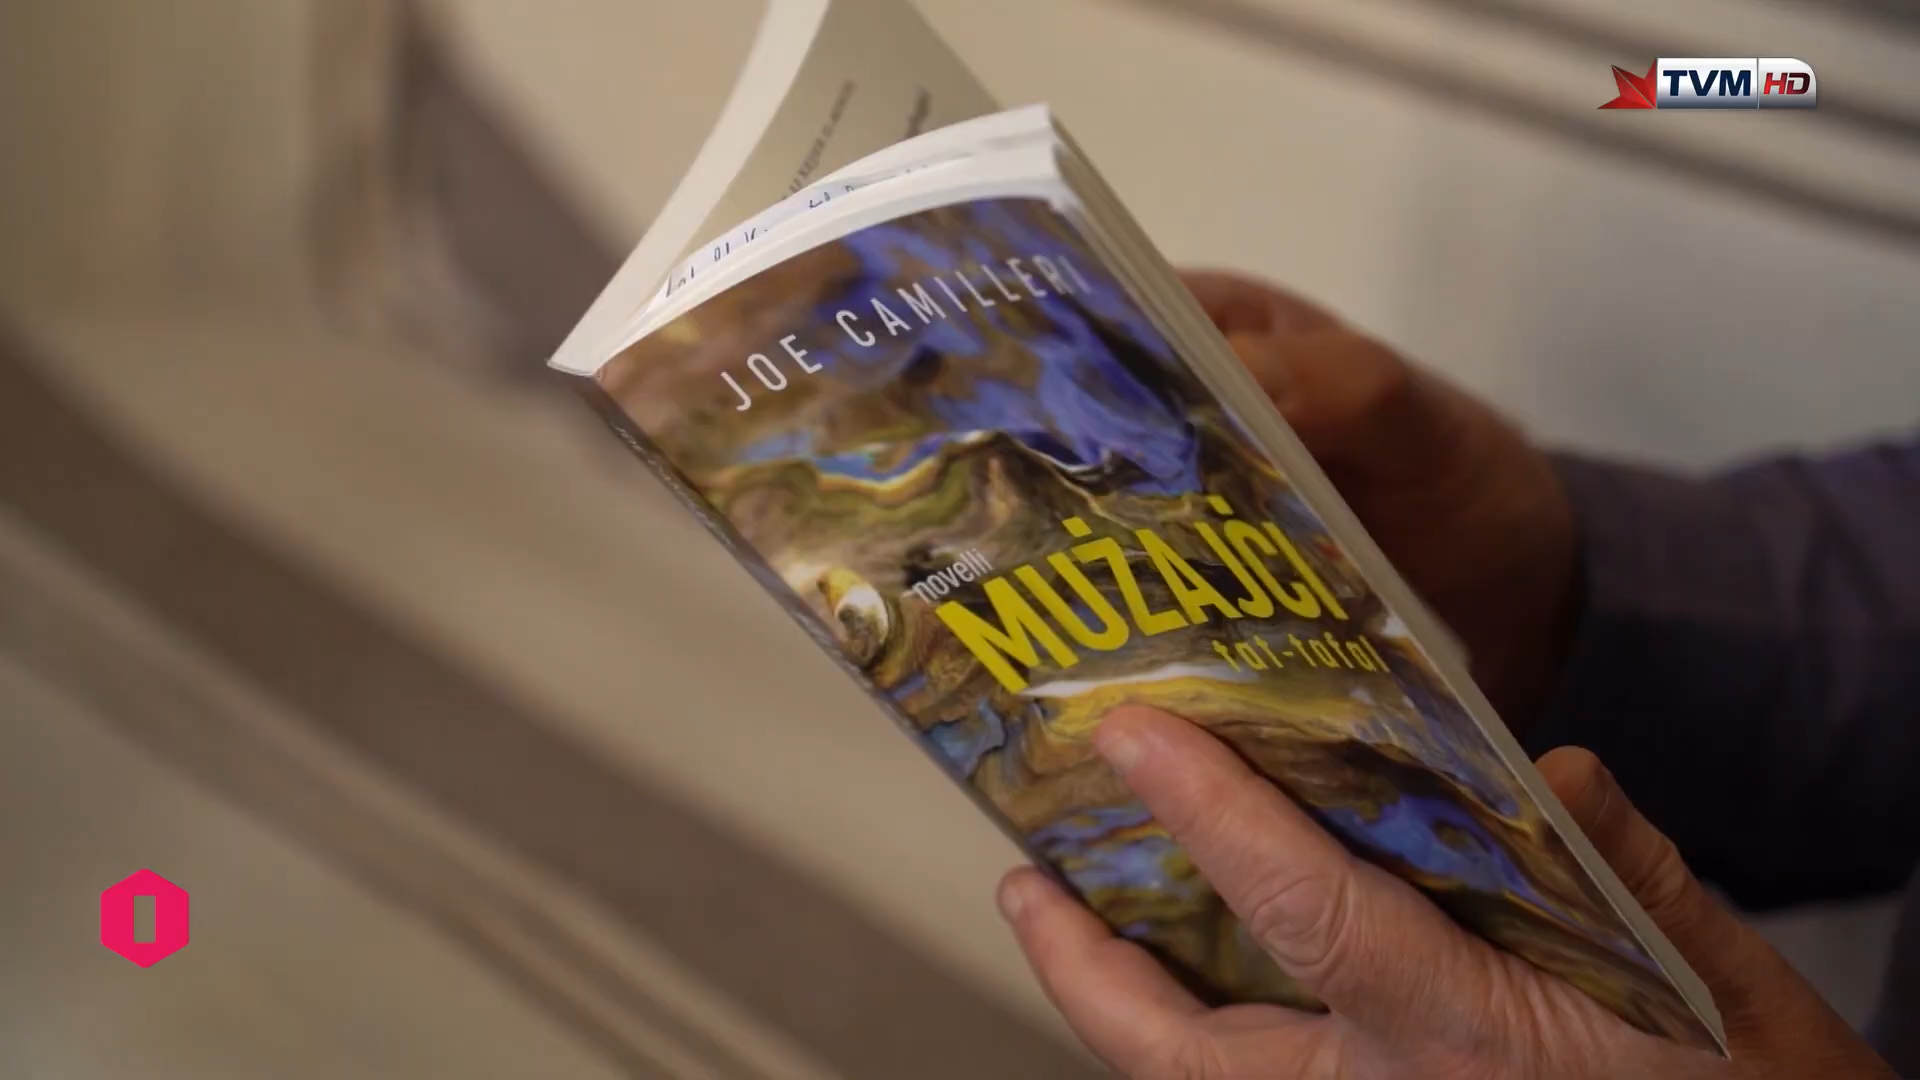 TVM HD
JOE CAMILLERI
novelli
MUŻAJĊI
tat-tafal